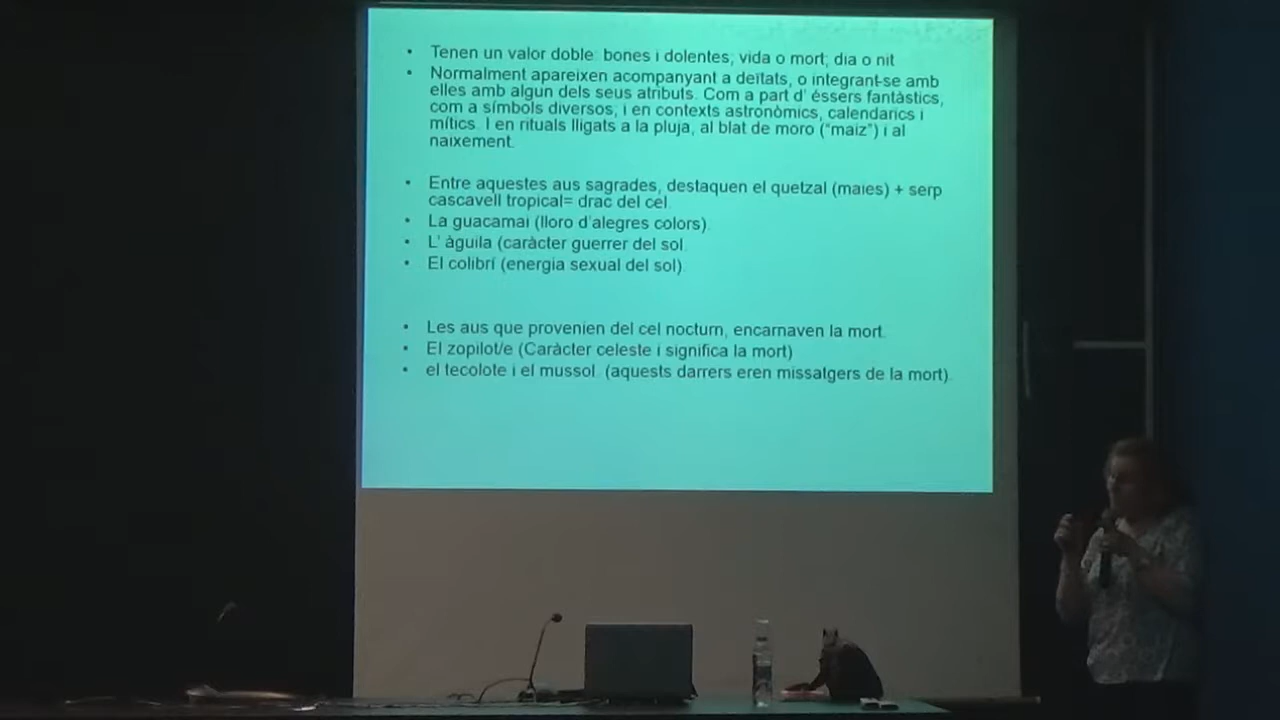 • Tenen un valor doble: bones i dolentes; vida o mort; dia o nit
• Normalment apareixen acompanyant a deïtats, o integrant-se amb
elles amb algun dels seus atributs. Com a part d' éssers fantàstics,
com a símbols diversos; i en contexts astronòmics, calendarics i
mítics. I en rituals lligats a la pluja, al blat de moro ("maiz") i al
naixement.
• Entre aquestes aus sagrades, destaquen el quetzal (maies) + serp
cascavell tropical= drac del cel.
• La guacamai (lloro d'alegres colors).
• L' àguila (caràcter guerrer del sol.
• El colibrí (energia sexual del sol).
• Les aus que provenien del cel nocturn, encarnaven la mort.
• El zopilot/e (Caràcter celeste i significa la mort)
• el tecolote i el mussol. (aquests darrers eren missatgers de la mort).